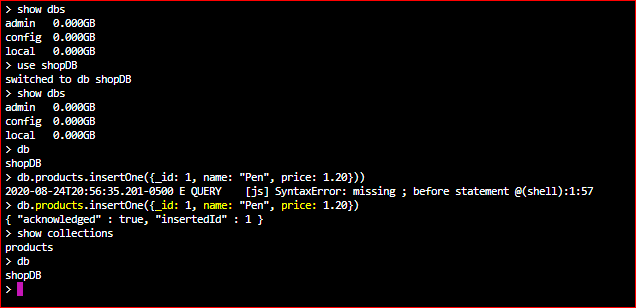 > show dbs
admin   0.000GB
config  0.000GB
local   0.000GB
> use shopDB
switched to db shopDB
> show dbs
admin   0.000GB
config  0.000GB
local   0.000GB
> db
shopDB
> db.products.insertOne({_id: 1, name: "Pen", price: 1.20}))
2020-08-24T20:56:35.201-0500 E QUERY    [js] SyntaxError: missing ; before statement @(shell):1:57
> db.products.insertOne({_id: 1, name: "Pen", price: 1.20})
{ "acknowledged" : true, "insertedId" : 1 }
> show collections
products
> db
shopDB
>